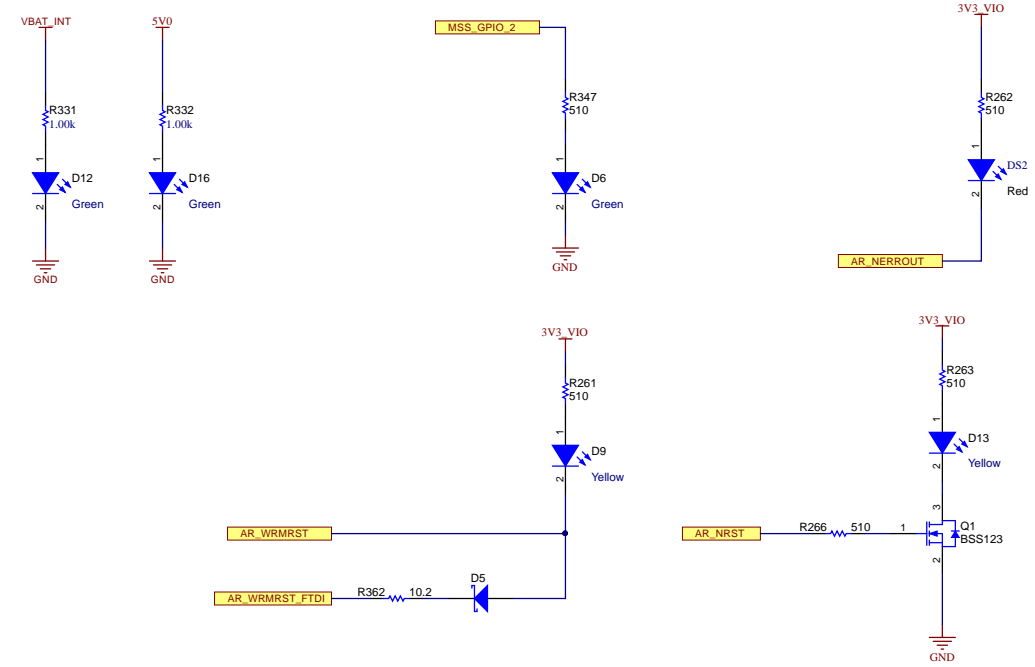 VBAT_INT
R331
1.00k
1
D12
2
Green
GND
5V0
R332
1.00k
1
D16
2
Green
GND
MSS_GPIO_2
R347
510
1
D6
2
Green
GND
3V3_VIO
R262
510
1
DS2
2
Red
AR_NERROUT
3V3_VIO
R261
510
1
D9
2
Yellow
AR_WRMRST
AR_WRMRST_FTDI
R362
10.2
D5
3V3_VIO
R263
510
1
D13
2
Yellow
AR_NRST
R266
510
1
3
Q1
BSS123
2
GND